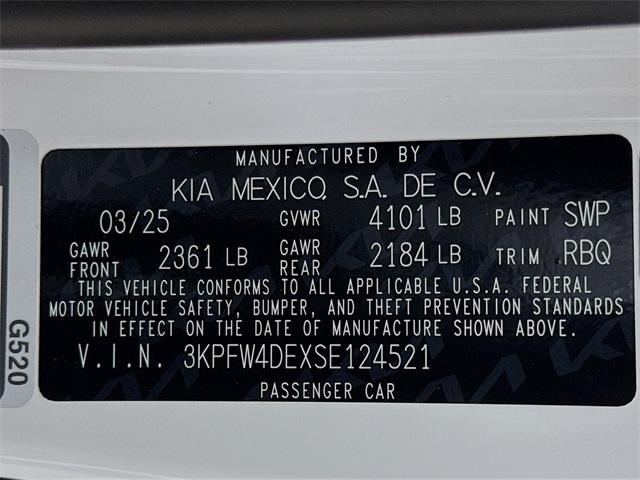 MANUFACTURED BY
KIA MEXICO, S.A. DE C.V.
03/25 GVWR 4101 LB PAINT SWP
GAWR FRONT 2361 LB GAWR REAR 2184 LB TRIM RBQ
THIS VEHICLE CONFORMS TO ALL APPLICABLE U.S.A. FEDERAL
MOTOR VEHICLE SAFETY, BUMPER, AND THEFT PREVENTION STANDARDS
IN EFFECT ON THE DATE OF MANUFACTURE SHOWN ABOVE.
V.I.N. 3KPFW4DEXSE124521
PASSENGER CAR
G520